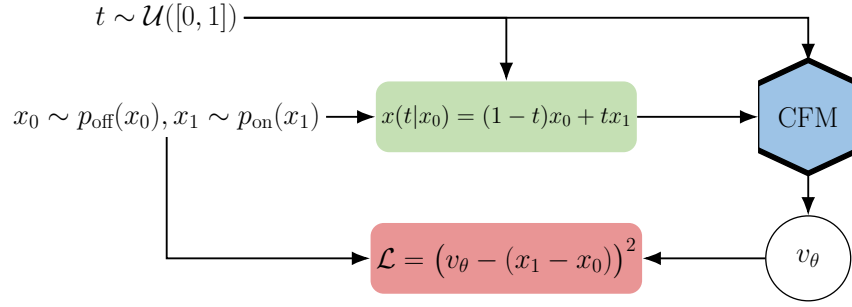 t ∼ 𝒰([0, 1])
x₀ ∼ p_off(x₀), x₁ ∼ p_on(x₁)
x(t|x₀) = (1 − t)x₀ + tx₁
CFM
ℒ = (v_θ − (x₁ − x₀))²
v_θ